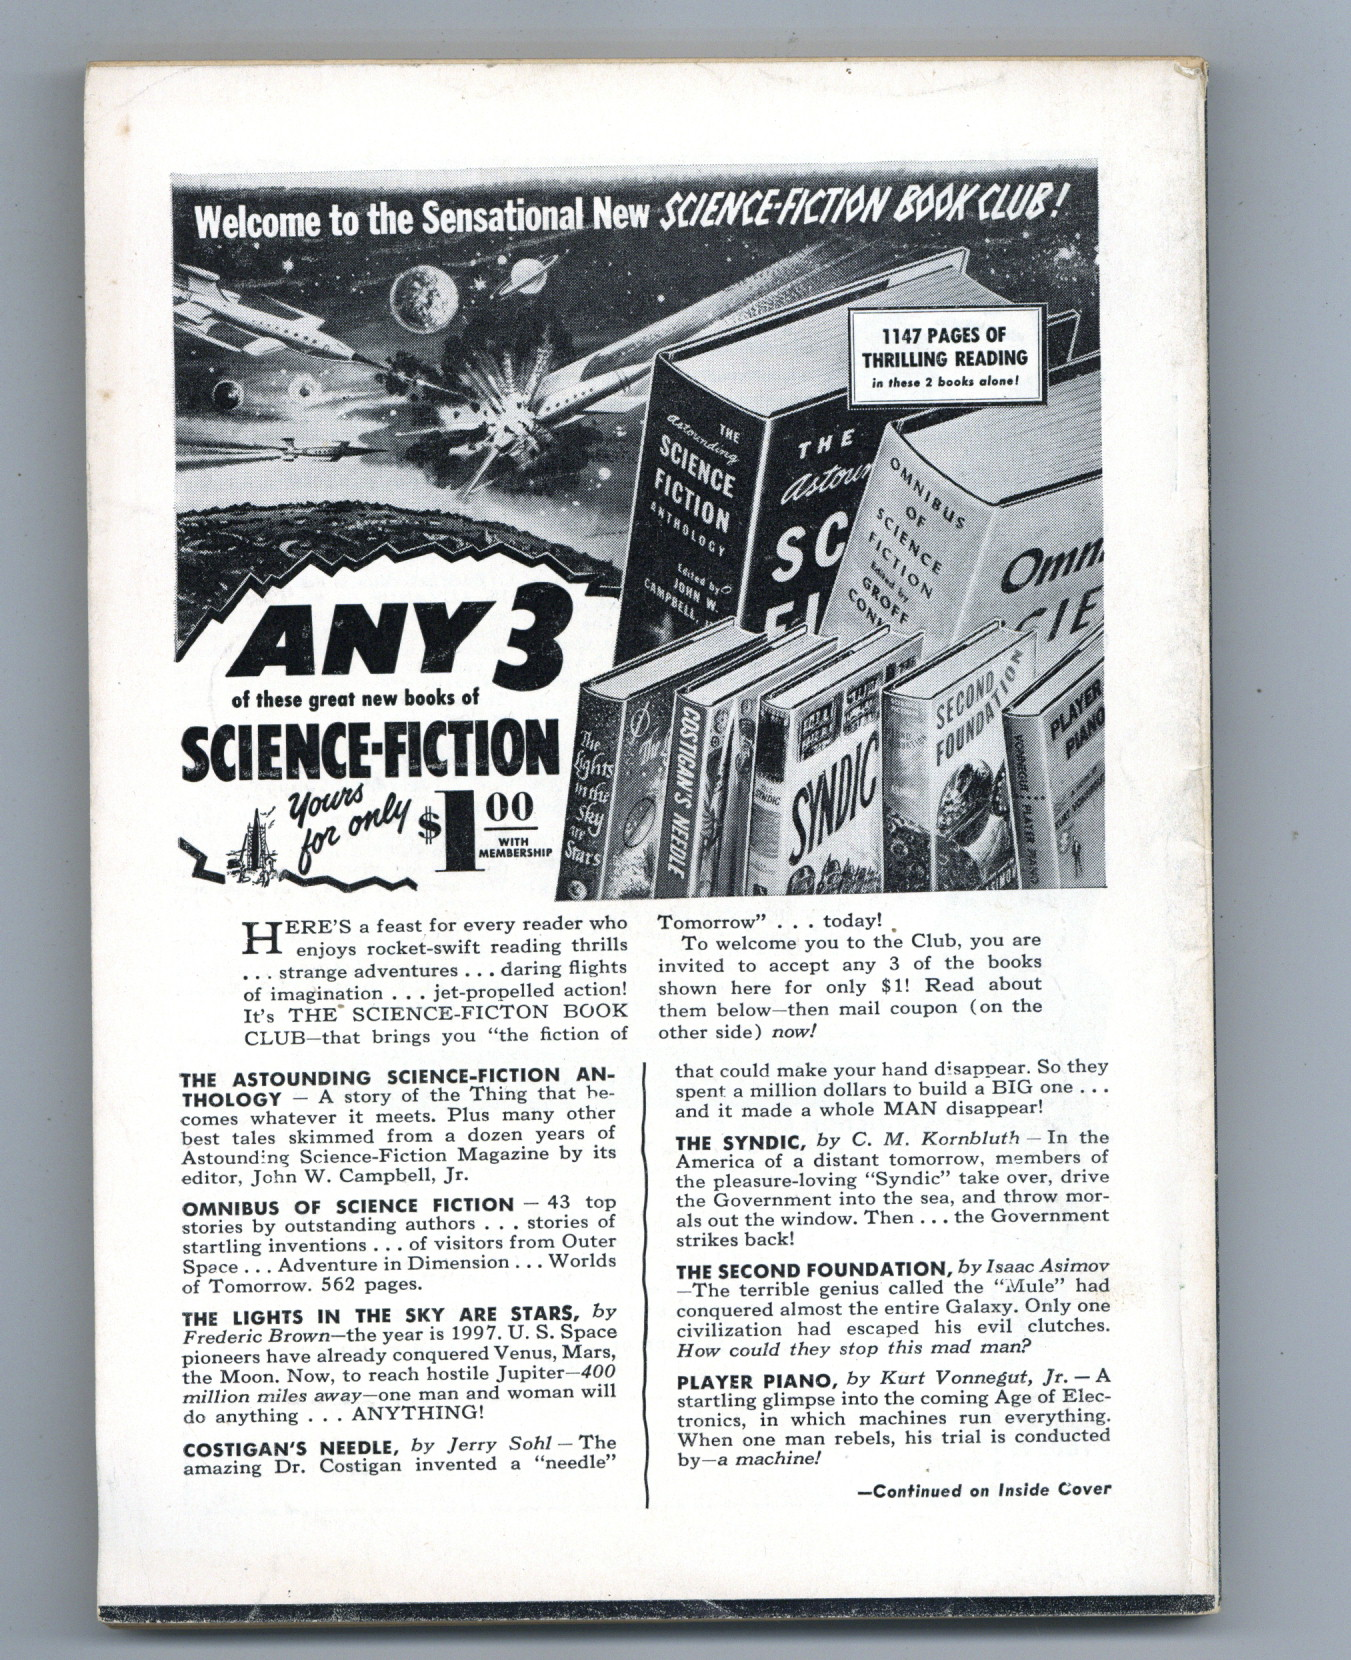 Welcome to the Sensational New SCIENCE-FICTION BOOK CLUB!
1147 PAGES OF
THRILLING READING
in these 2 books alone!
THE
astounding
SCIENCE
FICTION
ANTHOLOGY
Edited by
JOHN W.
CAMPBELL,
THE
SC
OMNIBUS
OF
SCIENCE
FICTION
Edited by
GROFF
ANY 3
of these great new books of
SCIENCE-FICTION
Yours
for only
$1 00
WITH
MEMBERSHIP
The
Lights
in the
Sky
are
Stars
The
COSTIGAN'S NEEDLE
SYNDIC
SYNDIC
SECOND
FOUNDATION
VONNEGUT PLAYER PIANO
PLAYER
PIANO
HERE'S a feast for every reader who
enjoys rocket-swift reading thrills
... strange adventures ... daring flights
of imagination ... jet-propelled action!
It's THE SCIENCE-FICTON BOOK
CLUB—that brings you "the fiction of
Tomorrow" . . . today!
To welcome you to the Club, you are
invited to accept any 3 of the books
shown here for only $1! Read about
them below—then mail coupon (on the
other side) now!
THE ASTOUNDING SCIENCE-FICTION AN-
THOLOGY — A story of the Thing that be-
comes whatever it meets. Plus many other
best tales skimmed from a dozen years of
Astounding Science-Fiction Magazine by its
editor, John W. Campbell, Jr.
OMNIBUS OF SCIENCE FICTION — 43 top
stories by outstanding authors . . . stories of
startling inventions . . . of visitors from Outer
Space . . . Adventure in Dimension . . . Worlds
of Tomorrow. 562 pages.
THE LIGHTS IN THE SKY ARE STARS, by
Frederic Brown—the year is 1997. U. S. Space
pioneers have already conquered Venus, Mars,
the Moon. Now, to reach hostile Jupiter—400
million miles away—one man and woman will
do anything . . . ANYTHING!
COSTIGAN'S NEEDLE, by Jerry Sohl — The
amazing Dr. Costigan invented a "needle"
that could make your hand disappear. So they
spent a million dollars to build a BIG one . . .
and it made a whole MAN disappear!
THE SYNDIC, by C. M. Kornbluth — In the
America of a distant tomorrow, members of
the pleasure-loving "Syndic" take over, drive
the Government into the sea, and throw mor-
als out the window. Then . . . the Government
strikes back!
THE SECOND FOUNDATION, by Isaac Asimov
—The terrible genius called the "Mule" had
conquered almost the entire Galaxy. Only one
civilization had escaped his evil clutches.
How could they stop this mad man?
PLAYER PIANO, by Kurt Vonnegut, Jr. — A
startling glimpse into the coming Age of Elec-
tronics, in which machines run everything.
When one man rebels, his trial is conducted
by—a machine!
—Continued on Inside Cover